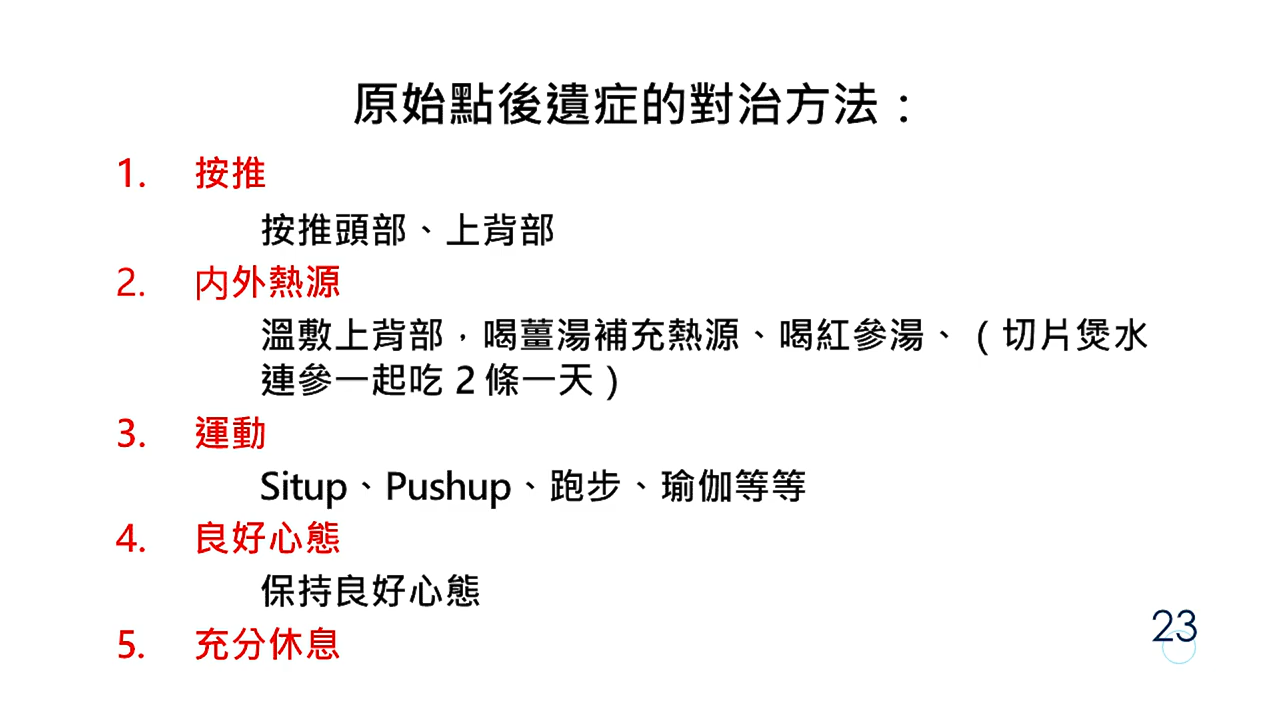 原始點後遺症的對治方法：
1. 按推
按推頭部、上背部
2. 内外熱源
溫敷上背部，喝薑湯補充熱源、喝紅參湯、（切片煲水
連參一起吃 2 條一天）
3. 運動
Situp、Pushup、跑步、瑜伽等等
4. 良好心態
保持良好心態
5. 充分休息
23